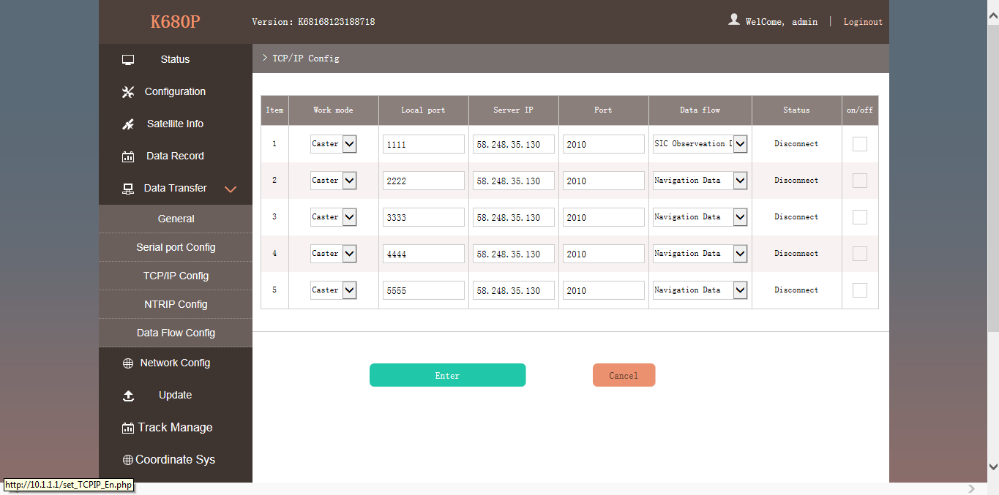 K680P
Version: K68168123188718
WelCome, admin | Loginout
Status
Configuration
Satellite Info
Data Record
Data Transfer
General
Serial port Config
TCP/IP Config
NTRIP Config
Data Flow Config
Network Config
Update
Track Manage
Coordinate Sys
> TCP/IP Config
Item Work mode Local port Server IP Port Data flow Status on/off
1 Caster 1111 58.248.35.130 2010 SIC Observeation I Disconnect
2 Caster 2222 58.248.35.130 2010 Navigation Data Disconnect
3 Caster 3333 58.248.35.130 2010 Navigation Data Disconnect
4 Caster 4444 58.248.35.130 2010 Navigation Data Disconnect
5 Caster 5555 58.248.35.130 2010 Navigation Data Disconnect
Enter Cancel
http://10.1.1.1/set_TCPIP_En.php